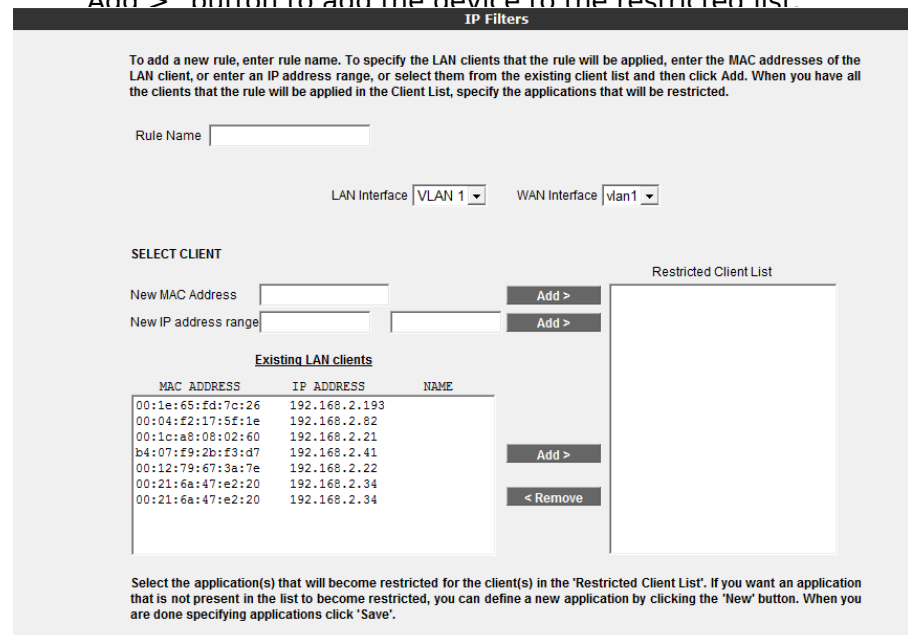 Add >" button to add the device to the restricted list.
IP Filters
To add a new rule, enter rule name. To specify the LAN clients that the rule will be applied, enter the MAC addresses of the
LAN client, or enter an IP address range, or select them from the existing client list and then click Add. When you have all
the clients that the rule will be applied in the Client List, specify the applications that will be restricted.
Rule Name
LAN Interface VLAN 1 WAN Interface vlan1
SELECT CLIENT
Restricted Client List
New MAC Address Add >
New IP address range Add >
Existing LAN clients
MAC ADDRESS IP ADDRESS NAME
00:1e:65:fd:7c:26 192.168.2.193
00:04:f2:17:5f:1e 192.168.2.82
00:1c:a8:08:02:60 192.168.2.21
b4:07:f9:2b:f3:d7 192.168.2.41
Add >
00:12:79:67:3a:7e 192.168.2.22
00:21:6a:47:e2:20 192.168.2.34
00:21:6a:47:e2:20 192.168.2.34
< Remove
Select the application(s) that will become restricted for the client(s) in the 'Restricted Client List'. If you want an application
that is not present in the list to become restricted, you can define a new application by clicking the 'New' button. When you
are done specifying applications click 'Save'.